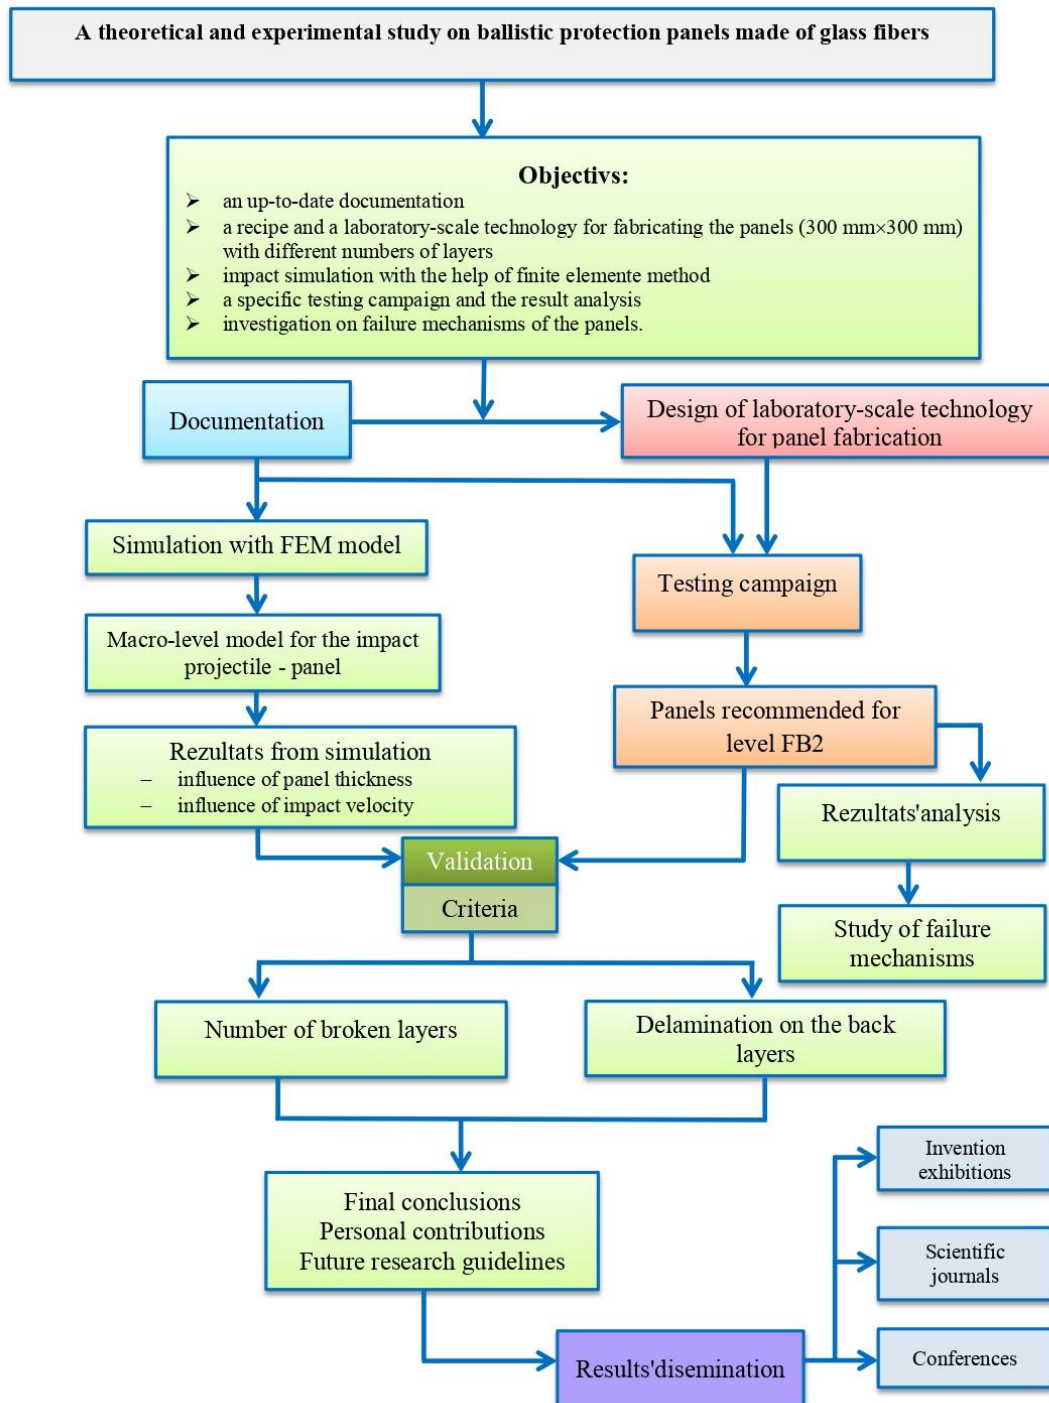 A theoretical and experimental study on ballistic protection panels made of glass fibers
Objectivs:
➢ an up-to-date documentation
➢ a recipe and a laboratory-scale technology for fabricating the panels (300 mm×300 mm)
with different numbers of layers
➢ impact simulation with the help of finite elemente method
➢ a specific testing campaign and the result analysis
➢ investigation on failure mechanisms of the panels.
Documentation
Design of laboratory-scale technology
for panel fabrication
Simulation with FEM model
Testing campaign
Macro-level model for the impact
projectile - panel
Panels recommended for
level FB2
Rezultats from simulation
– influence of panel thickness
– influence of impact velocity
Rezultats'analysis
Validation
Criteria
Study of failure
mechanisms
Number of broken layers
Delamination on the back
layers
Final conclusions
Personal contributions
Future research guidelines
Invention
exhibitions
Scientific
journals
Results'disemination
Conferences